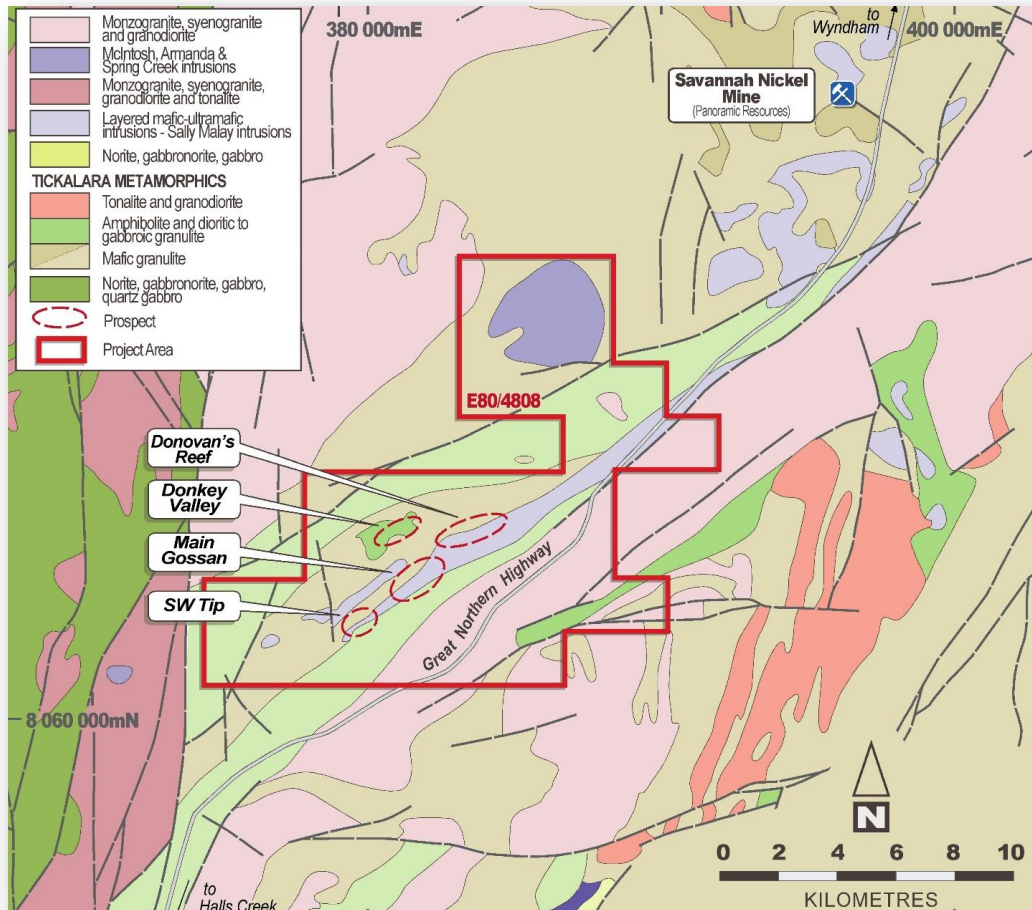 Monzogranite, syenogranite
and granodiorite
McIntosh, Armanda &
Spring Creek intrusions
Monzogranite, syenogranite,
granodiorite and tonalite
Layered mafic-ultramafic
intrusions - Sally Malay intrusions
Norite, gabbronorite, gabbro
TICKALARA METAMORPHICS
Tonalite and granodiorite
Amphibolite and dioritic to
gabbroic granulite
Mafic granulite
Norite, gabbronorite, gabbro,
quartz gabbro
Prospect
Project Area
380 000mE
400 000mE
to
Wyndham
Savannah Nickel
Mine
(Panoramic Resources)
E80/4808
Donovan's
Reef
Donkey
Valley
Main
Gossan
SW Tip
Great Northern Highway
8 060 000mN
to
Halls Creek
N
0 2 4 6 8 10
KILOMETRES